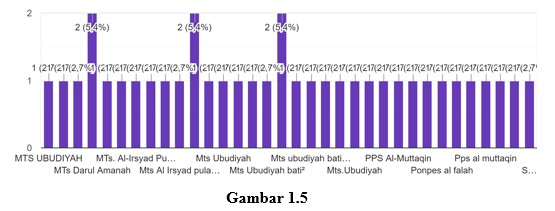 2
2 (5,4%) 2 (5,4%) 2 (5,4%)
1
0
MTS UBUDIYAH MTs. Al-Irsyad Pu… Mts Ubudiyah Mts ubudiyah bati… PPS Al-Muttaqin Pps al muttaqin
MTs Darul Amanah Mts Al Irsyad pula… Mts Ubudiyah bati² Mts.Ubudiyah Ponpes al falah S…
Gambar 1.5